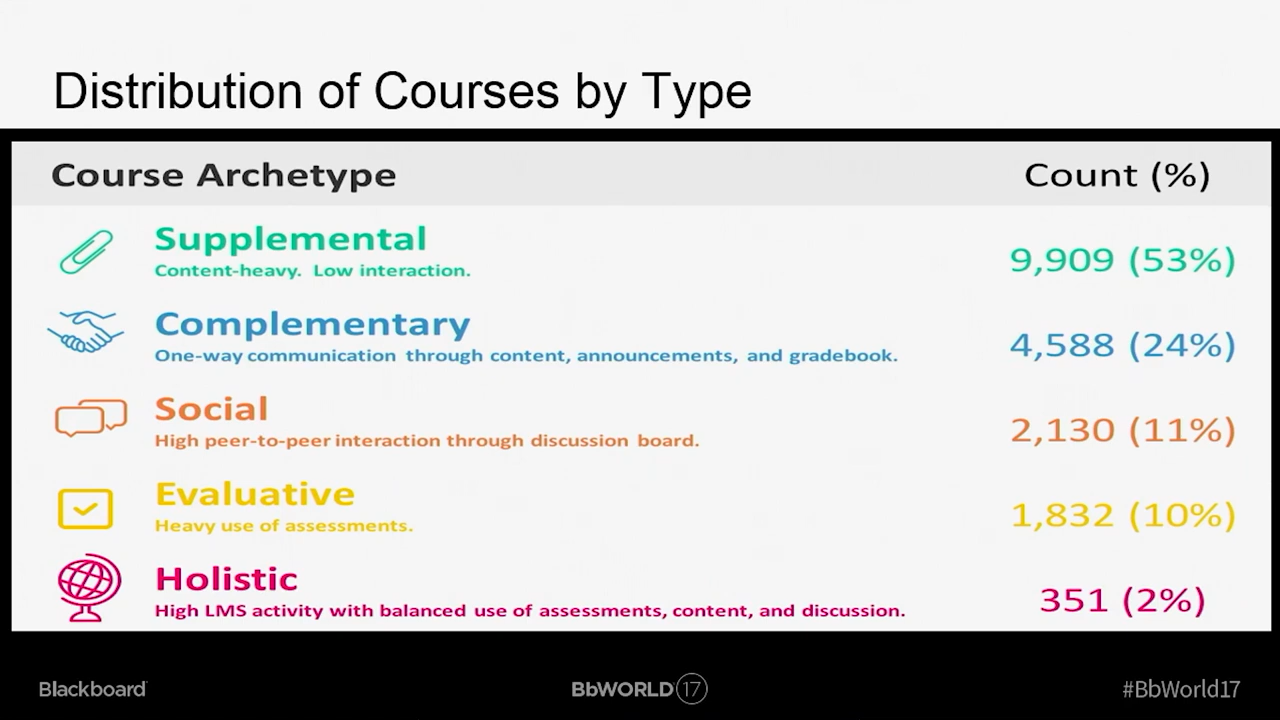 Distribution of Courses by Type
Course Archetype Count (%)
Supplemental
Content-heavy. Low interaction.
9,909 (53%)
Complementary
One-way communication through content, announcements, and gradebook.
4,588 (24%)
Social
High peer-to-peer interaction through discussion board.
2,130 (11%)
Evaluative
Heavy use of assessments.
1,832 (10%)
Holistic
High LMS activity with balanced use of assessments, content, and discussion.
351 (2%)
Blackboard BbWORLD 17 #BbWorld17